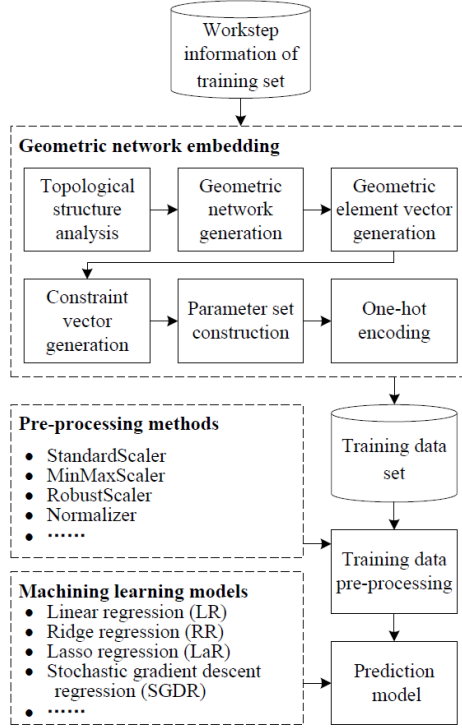 Workstep
information of
training set
Geometric network embedding
Topological
structure
analysis
Geometric
network
generation
Geometric
element vector
generation
Constraint
vector
generation
Parameter set
construction
One-hot
encoding
Pre-processing methods
● StandardScaler
● MinMaxScaler
● RobustScaler
● Normalizer
● ……
Training data
set
Training data
pre-processing
Machining learning models
● Linear regression (LR)
● Ridge regression (RR)
● Lasso regression (LaR)
● Stochastic gradient descent
regression (SGDR)
● ……
Prediction
model